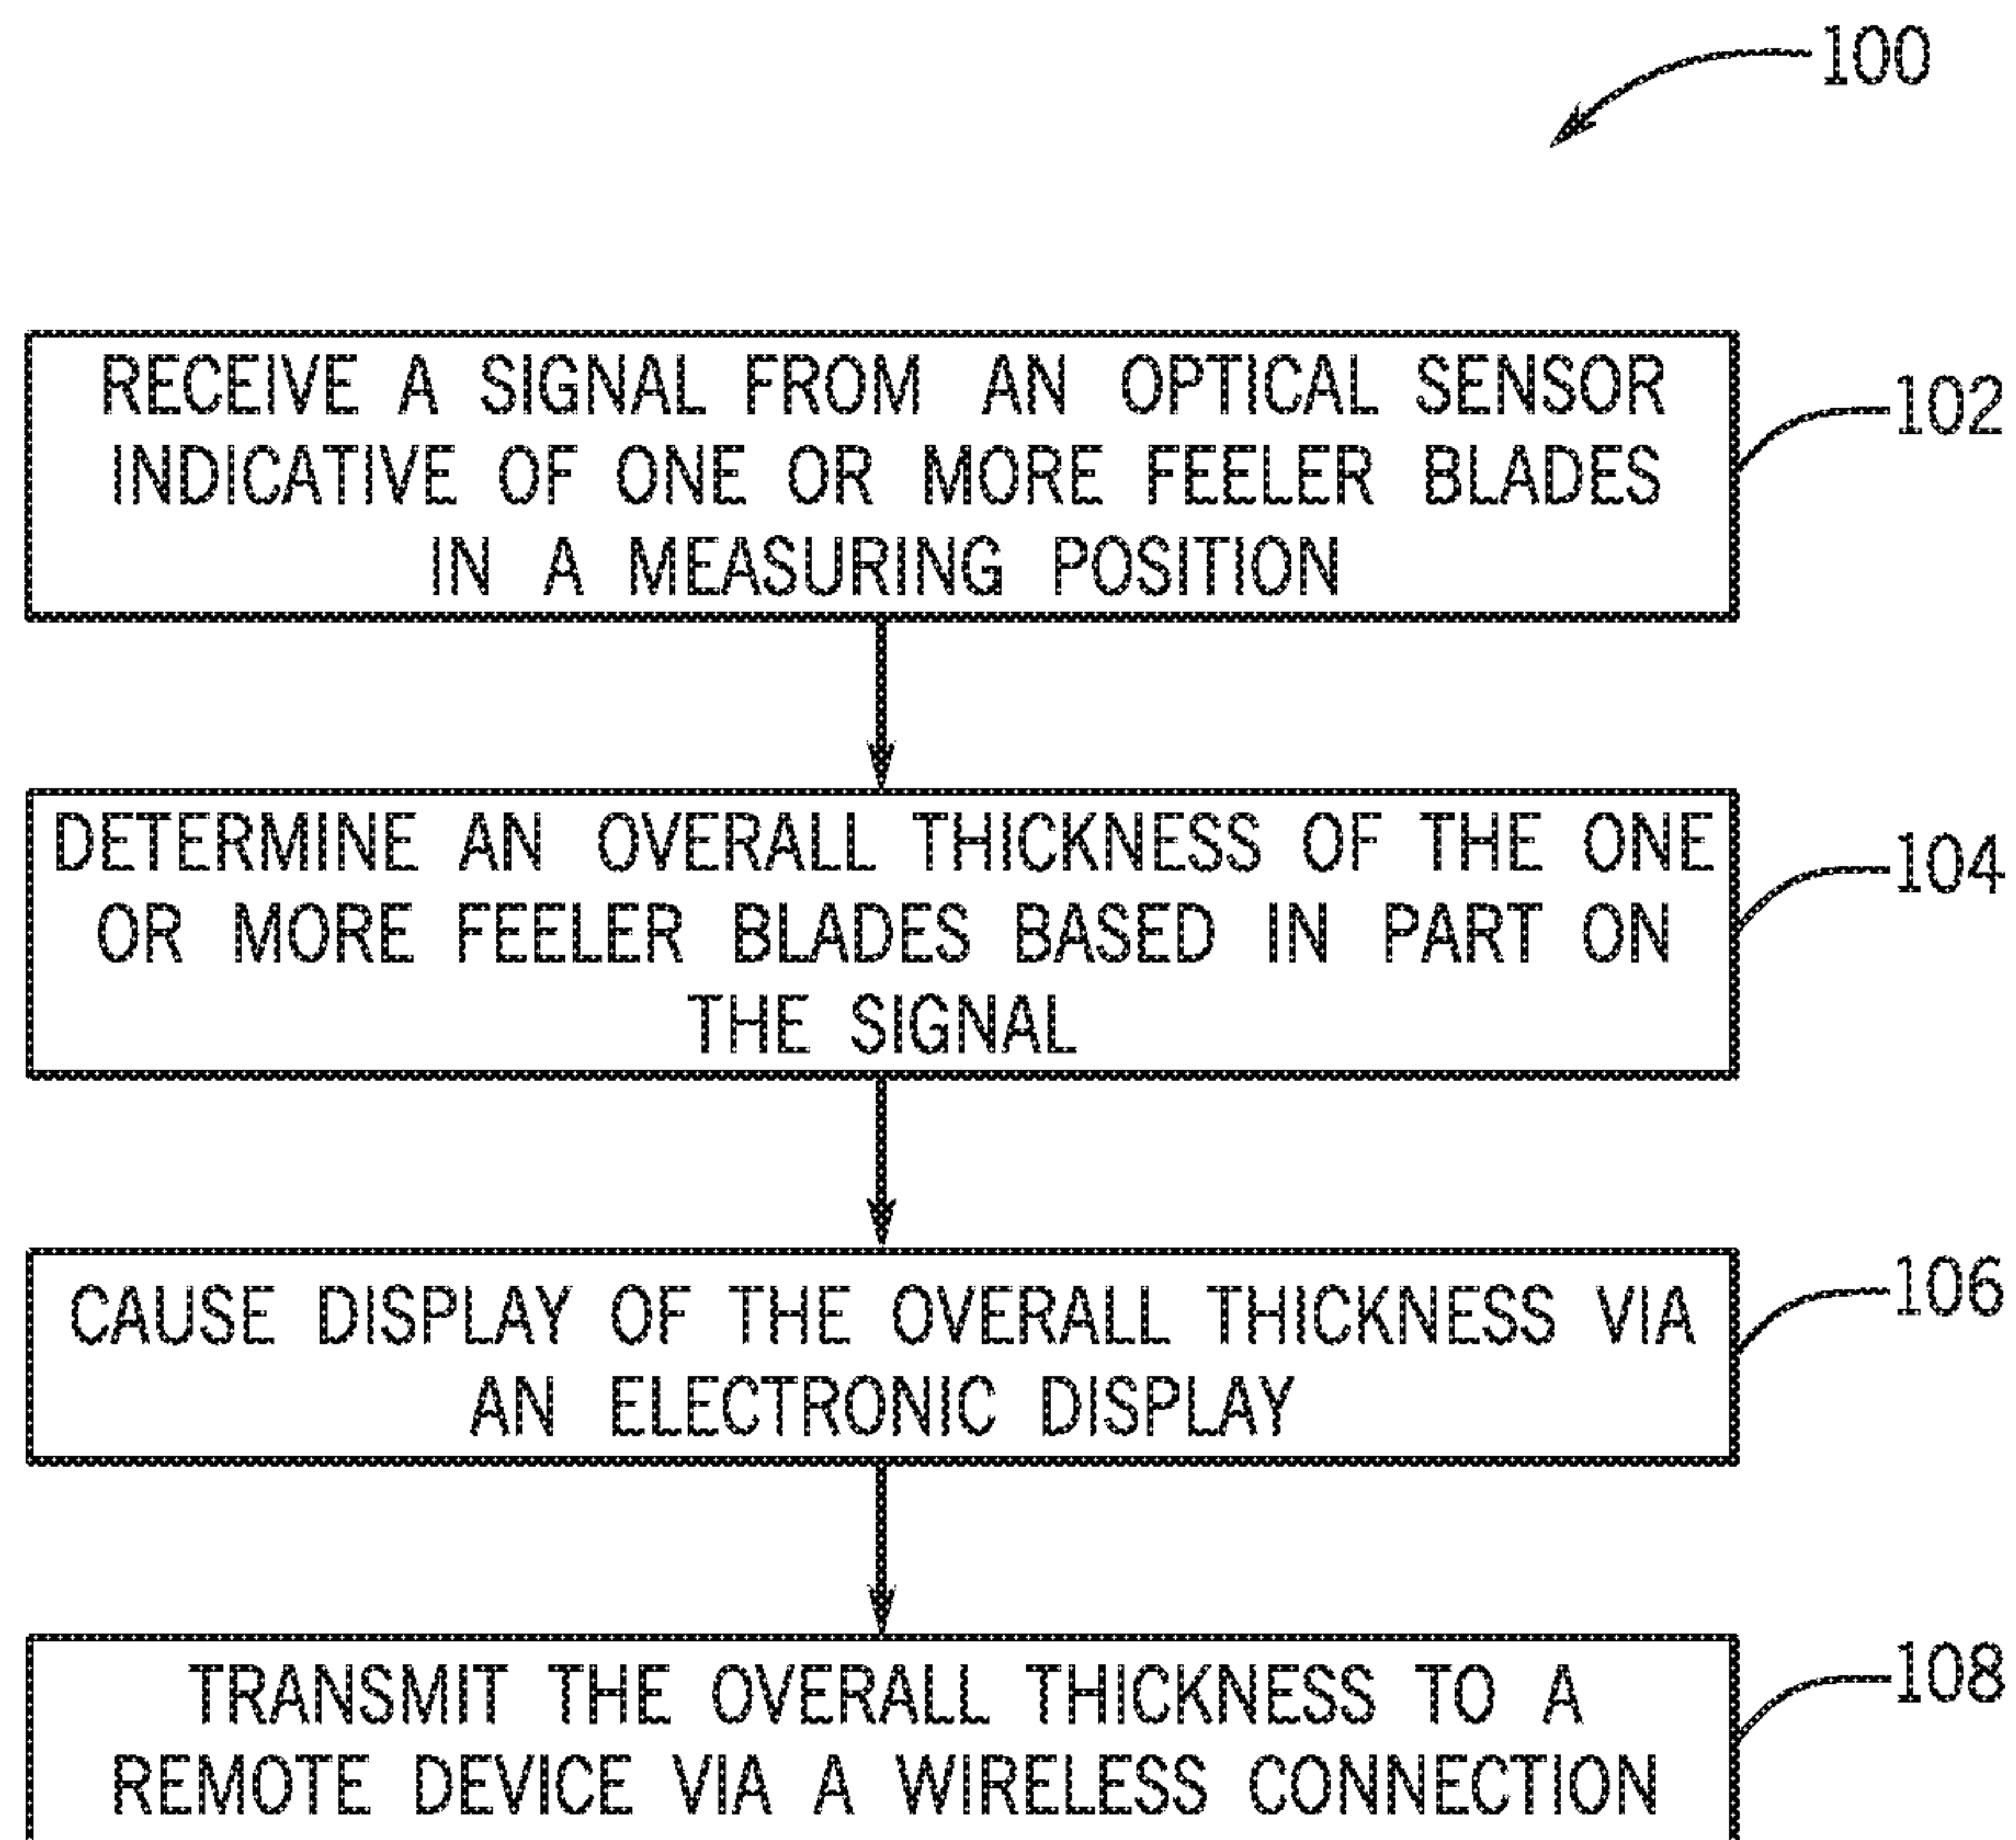 100
RECEIVE A SIGNAL FROM AN OPTICAL SENSOR
INDICATIVE OF ONE OR MORE FEELER BLADES
IN A MEASURING POSITION
102
DETERMINE AN OVERALL THICKNESS OF THE ONE
OR MORE FEELER BLADES BASED IN PART ON
THE SIGNAL
104
CAUSE DISPLAY OF THE OVERALL THICKNESS VIA
AN ELECTRONIC DISPLAY
106
TRANSMIT THE OVERALL THICKNESS TO A
REMOTE DEVICE VIA A WIRELESS CONNECTION
108